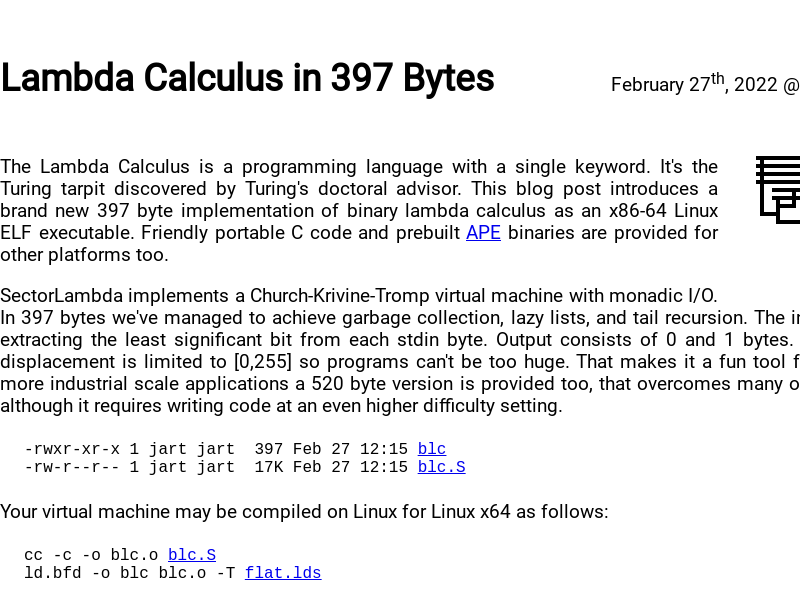 Lambda Calculus in 397 Bytes
February 27th, 2022 @
The Lambda Calculus is a programming language with a single keyword. It's the
Turing tarpit discovered by Turing's doctoral advisor. This blog post introduces a
brand new 397 byte implementation of binary lambda calculus as an x86-64 Linux
ELF executable. Friendly portable C code and prebuilt APE binaries are provided for
other platforms too.
SectorLambda implements a Church-Krivine-Tromp virtual machine with monadic I/O.
In 397 bytes we've managed to achieve garbage collection, lazy lists, and tail recursion. The
extracting the least significant bit from each stdin byte. Output consists of 0 and 1 bytes.
displacement is limited to [0,255] so programs can't be too huge. That makes it a fun tool
more industrial scale applications a 520 byte version is provided too, that overcomes many
although it requires writing code at an even higher difficulty setting.
-rwxr-xr-x 1 jart jart  397 Feb 27 12:15 blc
-rw-r--r-- 1 jart jart  17K Feb 27 12:15 blc.S
Your virtual machine may be compiled on Linux for Linux x64 as follows:
cc -c -o blc.o blc.S
ld.bfd -o blc blc.o -T flat.lds